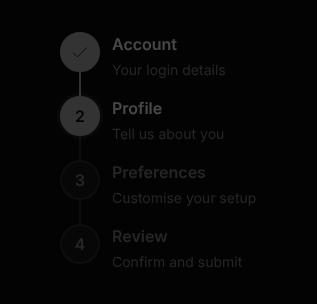 Account
Your login details
2
Profile
Tell us about you
3
Preferences
Customise your setup
4
Review
Confirm and submit